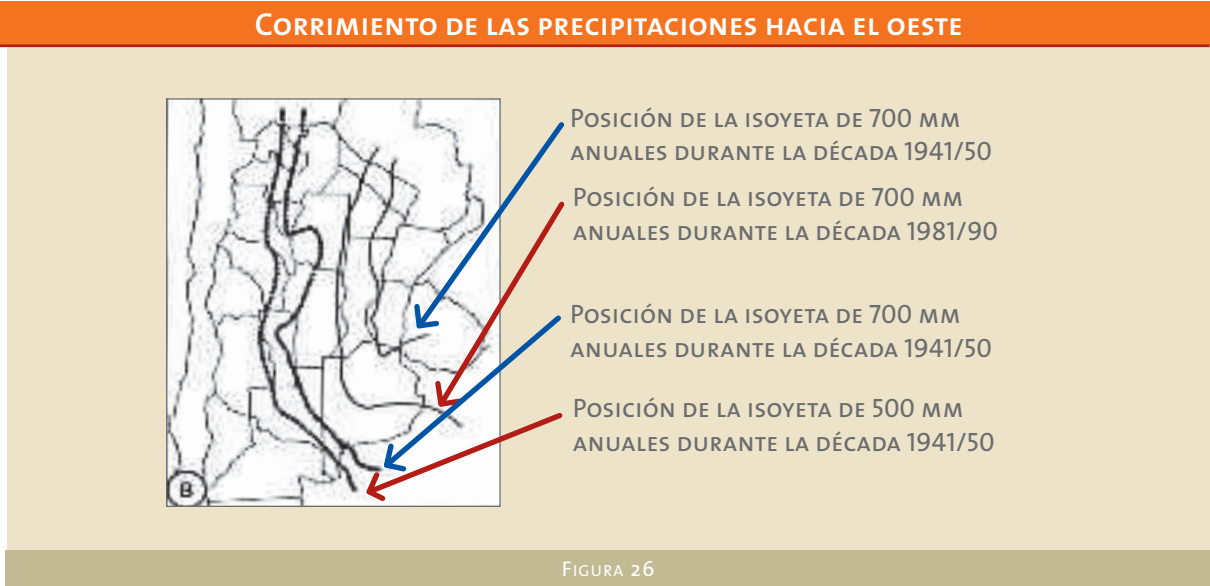 Corrimiento de las precipitaciones hacia el oeste
Posición de la isoyeta de 700 mm
anuales durante la década 1941/50
Posición de la isoyeta de 700 mm
anuales durante la década 1981/90
Posición de la isoyeta de 700 mm
anuales durante la década 1941/50
Posición de la isoyeta de 500 mm
anuales durante la década 1941/50
B
Figura 26